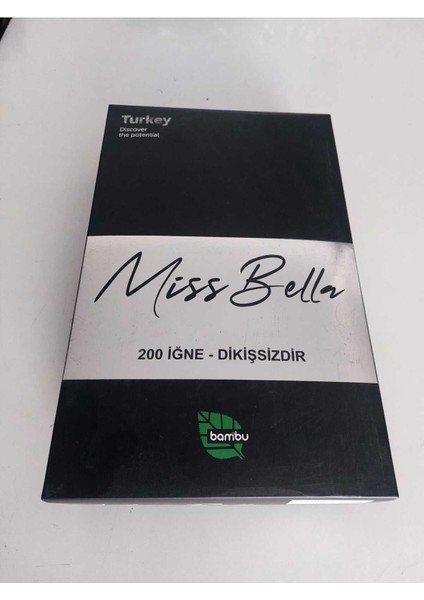 Turkey
Discover
the potential
Miss Bella
200 İĞNE - DİKİŞSİZDİR
bambu